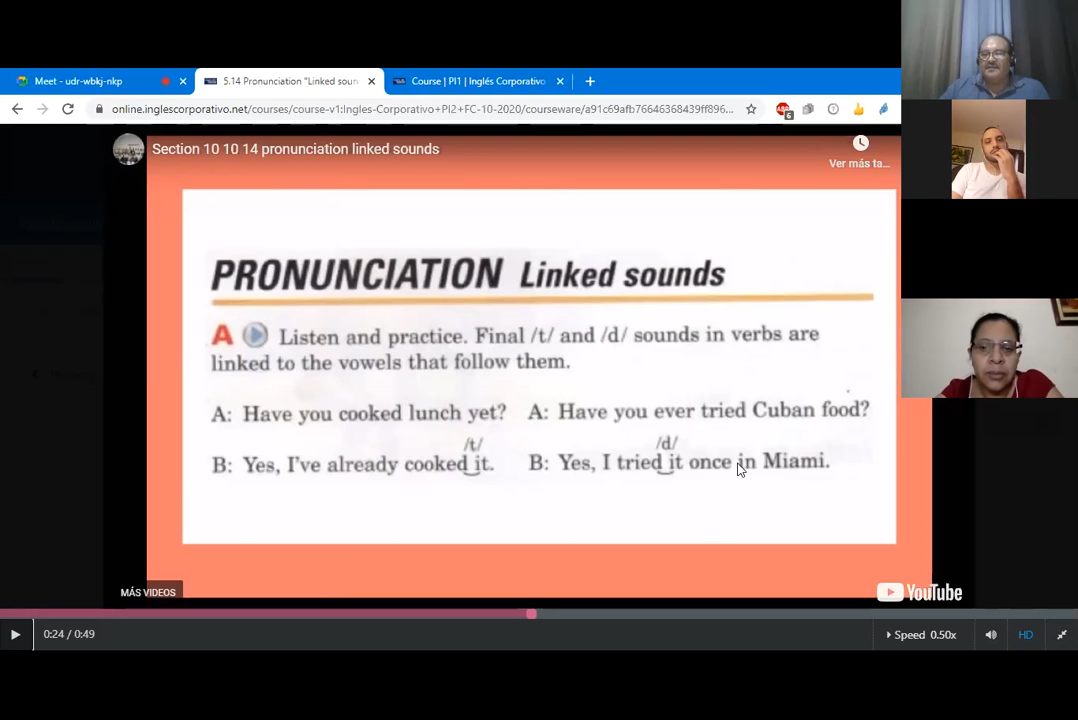 Meet - udr-wbkj-nkp
5.14 Pronunciation "Linked soun
Course | PI1 | Inglés Corporativo
online.inglescorporativo.net/courses/course-v1:Ingles-Corporativo+PI2+FC-10-2020/courseware/a91c69afb76646368439ff896...
6
Section 10 10 14 pronunciation linked sounds
Ver más ta...
PRONUNCIATION Linked sounds
A Listen and practice. Final /t/ and /d/ sounds in verbs are
linked to the vowels that follow them.
A: Have you cooked lunch yet?
/t/
B: Yes, I've already cooked it.
A: Have you ever tried Cuban food?
/d/
B: Yes, I tried it once in Miami.
MÁS VIDEOS
YouTube
0:24 / 0:49
Speed 0.50x
HD